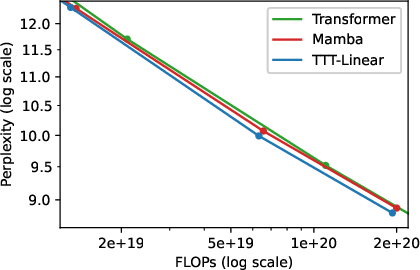 Transformer
Mamba
TTT-Linear
Perplexity (log scale)
12.0
11.5
11.0
10.5
10.0
9.5
9.0
2e+19
5e+19
1e+20
2e+20
FLOPs (log scale)